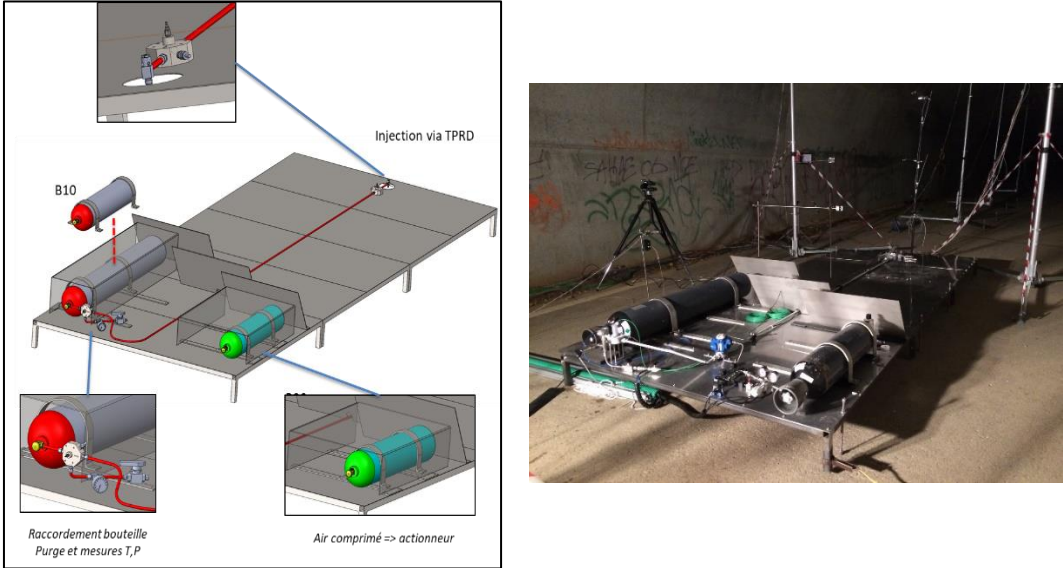 Injection via TPRD
B10
Raccordement bouteille
Purge et mesures T,P
Air comprimé => actionneur